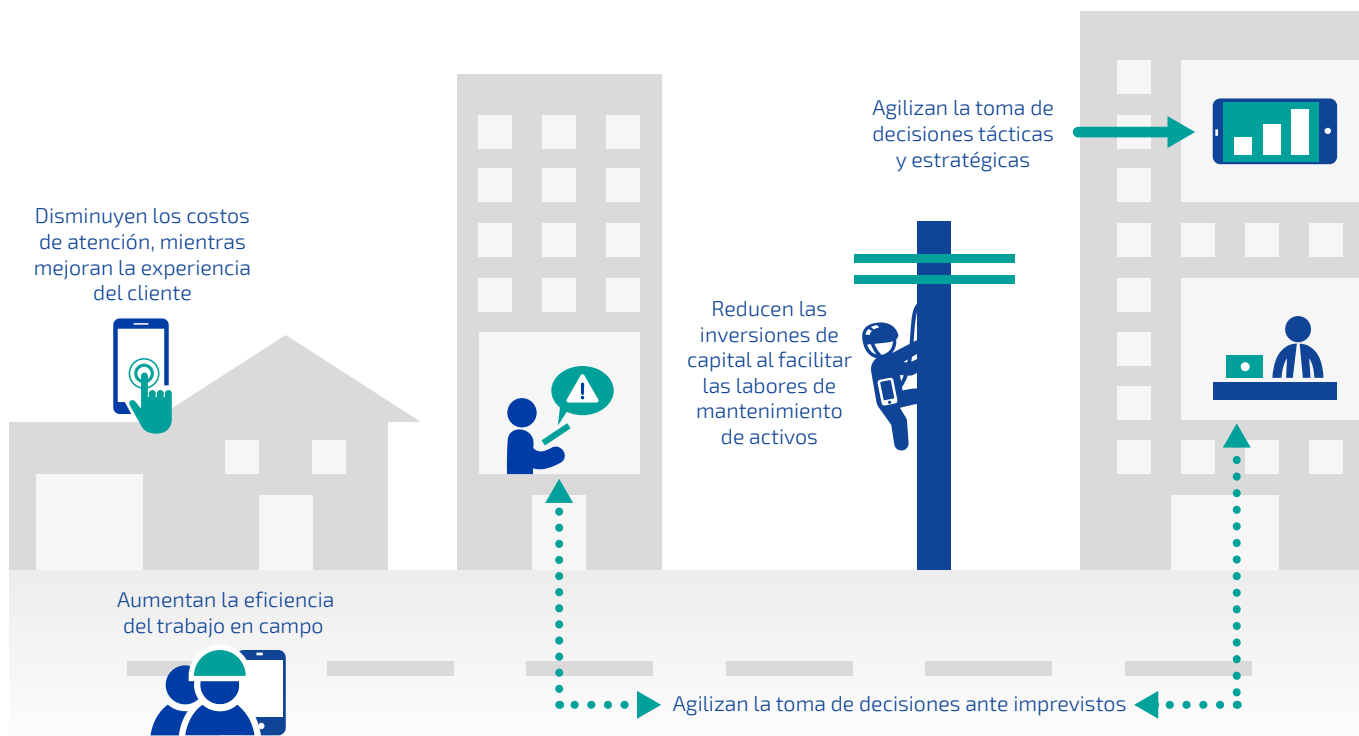 Disminuyen los costos
de atención, mientras
mejoran la experiencia
del cliente
Agilizan la toma de
decisiones tácticas
y estratégicas
Reducen las
inversiones de
capital al facilitar
las labores de
mantenimiento
de activos
Aumentan la eficiencia
del trabajo en campo
Agilizan la toma de decisiones ante imprevistos